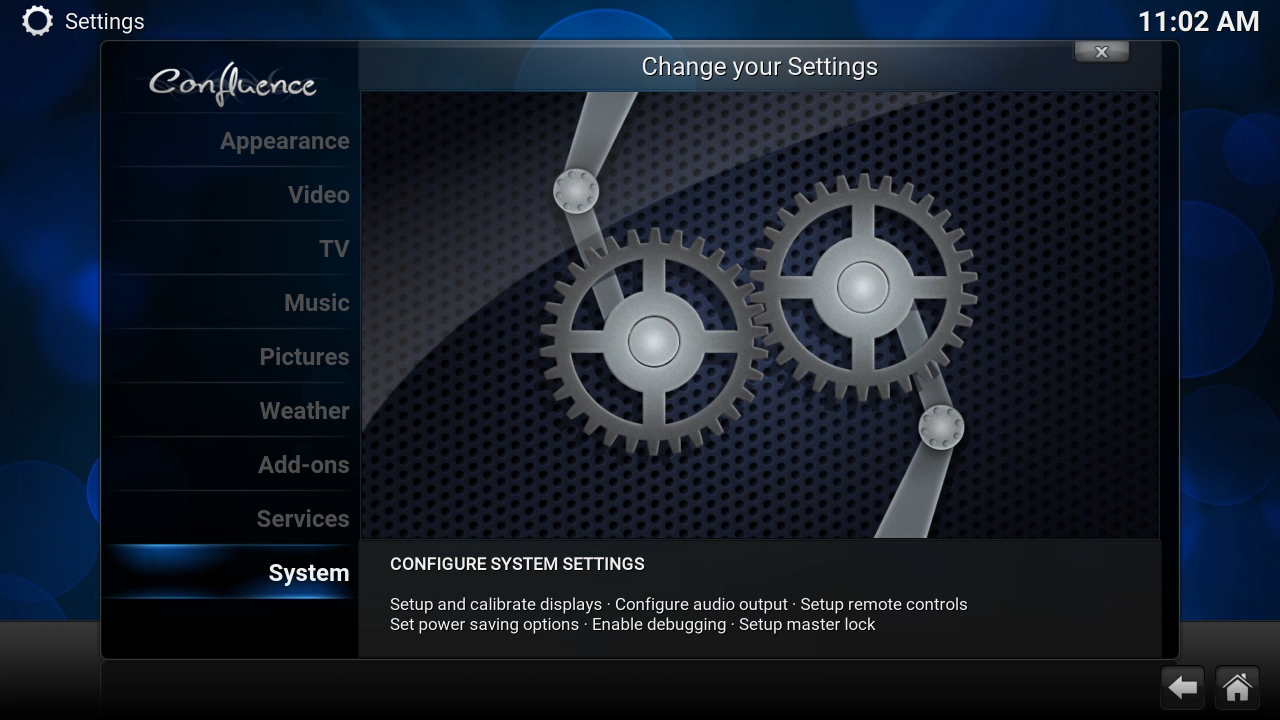 Settings
11:02 AM
Confluence
Change your Settings
Appearance
Video
TV
Music
Pictures
Weather
Add-ons
Services
System
CONFIGURE SYSTEM SETTINGS
Setup and calibrate displays · Configure audio output · Setup remote controls
Set power saving options · Enable debugging · Setup master lock